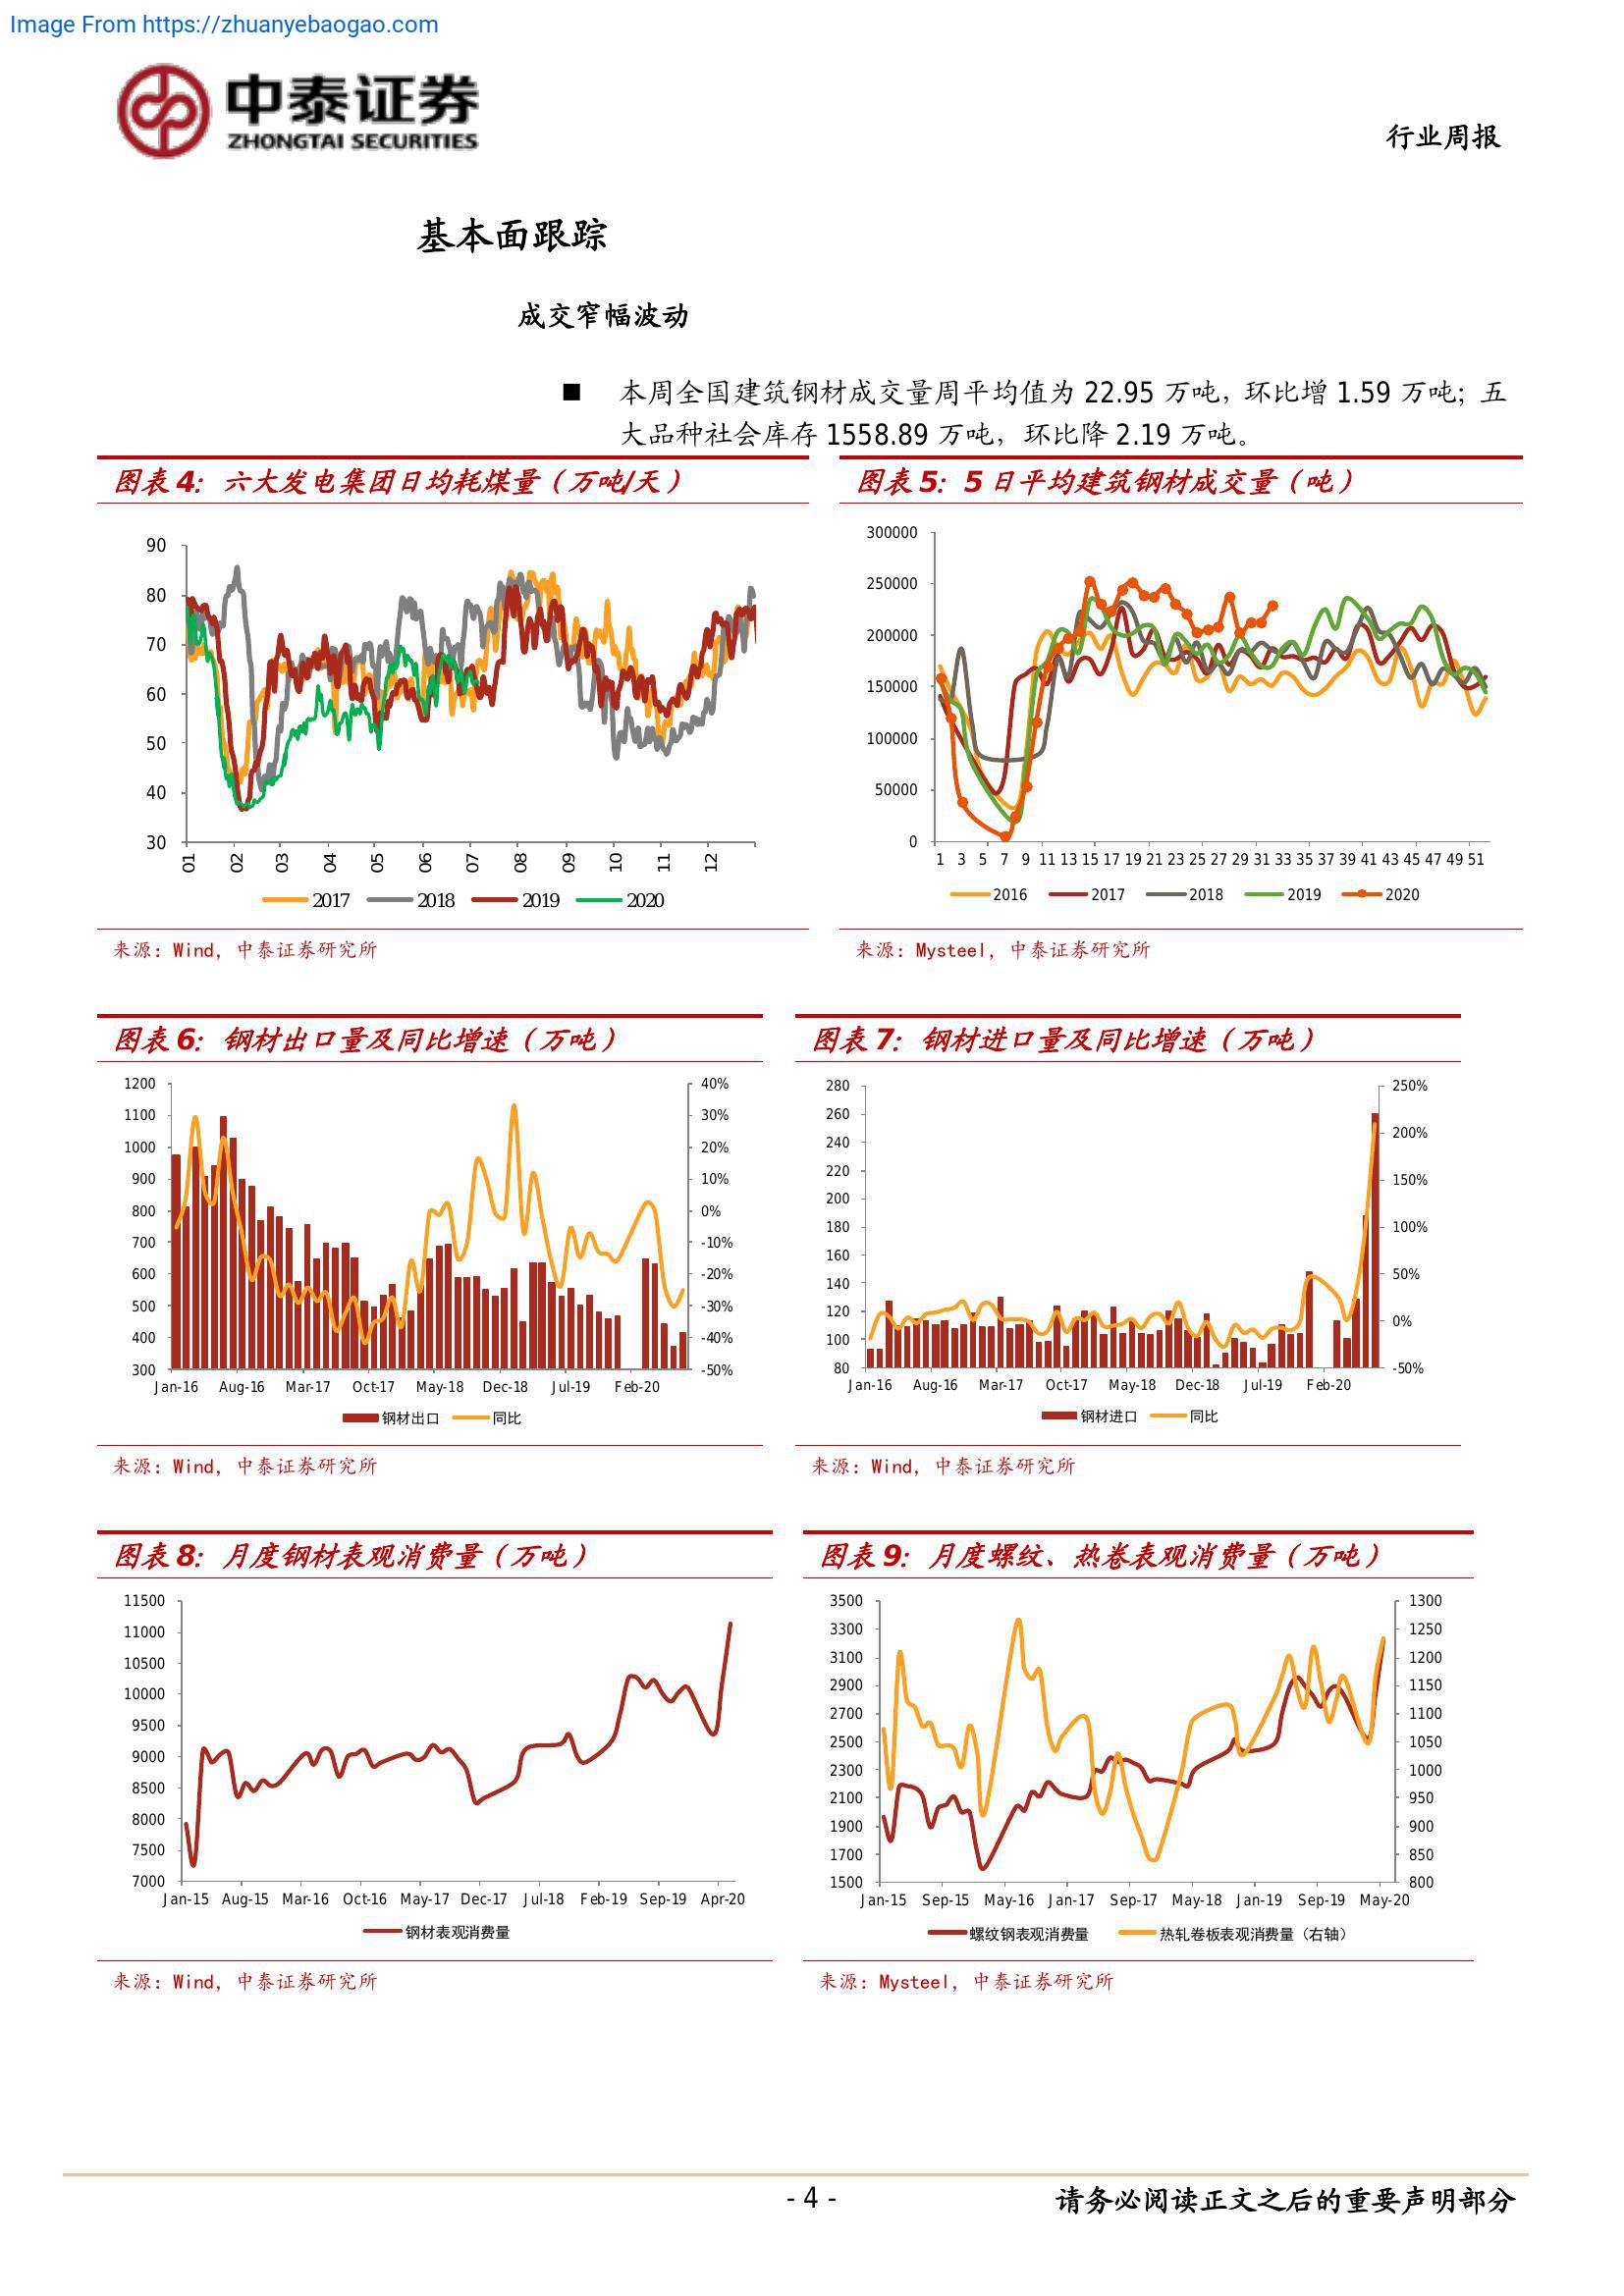 Image From https://zhuanyebaogao.com
中泰证券
ZHONGTAI SECURITIES
行业周报
基本面跟踪
成交窄幅波动
■ 本周全国建筑钢材成交量周平均值为 22.95 万吨，环比增 1.59 万吨；五
大品种社会库存 1558.89 万吨，环比降 2.19 万吨。
图表 4：六大发电集团日均耗煤量（万吨/天）
90
80
70
60
50
40
30
01 02 03 04 05 06 07 08 09 10 11 12
2017 2018 2019 2020
来源：Wind，中泰证券研究所
图表 5：5 日平均建筑钢材成交量（吨）
300000
250000
200000
150000
100000
50000
0
1 3 5 7 9 11 13 15 17 19 21 23 25 27 29 31 33 35 37 39 41 43 45 47 49 51
2016 2017 2018 2019 2020
来源：Mysteel，中泰证券研究所
图表 6：钢材出口量及同比增速（万吨）
1200 40%
1100 30%
1000 20%
900 10%
800 0%
700 -10%
600 -20%
500 -30%
400 -40%
300 -50%
Jan-16 Aug-16 Mar-17 Oct-17 May-18 Dec-18 Jul-19 Feb-20
钢材出口 同比
来源：Wind，中泰证券研究所
图表 7：钢材进口量及同比增速（万吨）
280 250%
260
240 200%
220
200 150%
180
160 100%
140 50%
120
100 0%
80 -50%
Jan-16 Aug-16 Mar-17 Oct-17 May-18 Dec-18 Jul-19 Feb-20
钢材进口 同比
来源：Wind，中泰证券研究所
图表 8：月度钢材表观消费量（万吨）
11500
11000
10500
10000
9500
9000
8500
8000
7500
7000
Jan-15 Aug-15 Mar-16 Oct-16 May-17 Dec-17 Jul-18 Feb-19 Sep-19 Apr-20
钢材表观消费量
来源：Wind，中泰证券研究所
图表 9：月度螺纹、热卷表观消费量（万吨）
3500 1300
3300 1250
3100 1200
2900 1150
2700 1100
2500 1050
2300 1000
2100 950
1900 900
1700 850
1500 800
Jan-15 Sep-15 May-16 Jan-17 Sep-17 May-18 Jan-19 Sep-19 May-20
螺纹钢表观消费量 热轧卷板表观消费量（右轴）
来源：Mysteel，中泰证券研究所
- 4 -
请务必阅读正文之后的重要声明部分